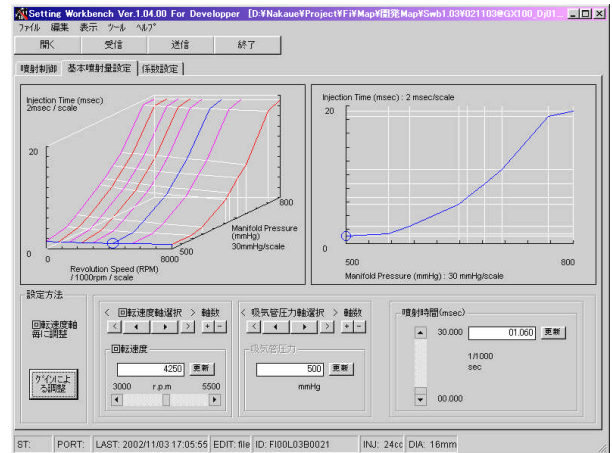 Setting Workbench Ver.1.04.00 For Developper [D:¥Nakaue¥Project¥Fi¥Map¥開発Map¥Swb1.03¥021103@GX100_Dj01...
ﾌｧｲﾙ 編集 表示 ﾂｰﾙ ﾍﾙﾌﾟ
開く 受信 送信 終了
噴射制御 基本噴射量設定 係数設定
Injection Time (msec)
2msec / scale
20
0
0
8000
Revolution Speed (RPM)
/ 1000rpm / scale
500
800
Manifold Pressure
(mmHg)
30mmHg/scale
Injection Time (msec) : 2 msec/scale
20
0
500 800
Manifold Pressure (mmHg) : 30 mmHg/scale
設定方法
回転速度軸
毎に調整
ｹﾞｲﾝによ
る調整
< 回転速度軸選択 > 軸数
< > + -
回転速度
4250 更新
3000 r.p.m 5500
< 吸気管圧力軸選択 > 軸数
< > + -
吸気管圧力
500 更新
mmHg
噴射時間(msec)
30.000 01.060 更新
1/1000
sec
00.000
ST: PORT: LAST: 2002/11/03 17:05:55 EDIT: file ID: FI00L03B0021 INJ: 24cc DIA: 16mm